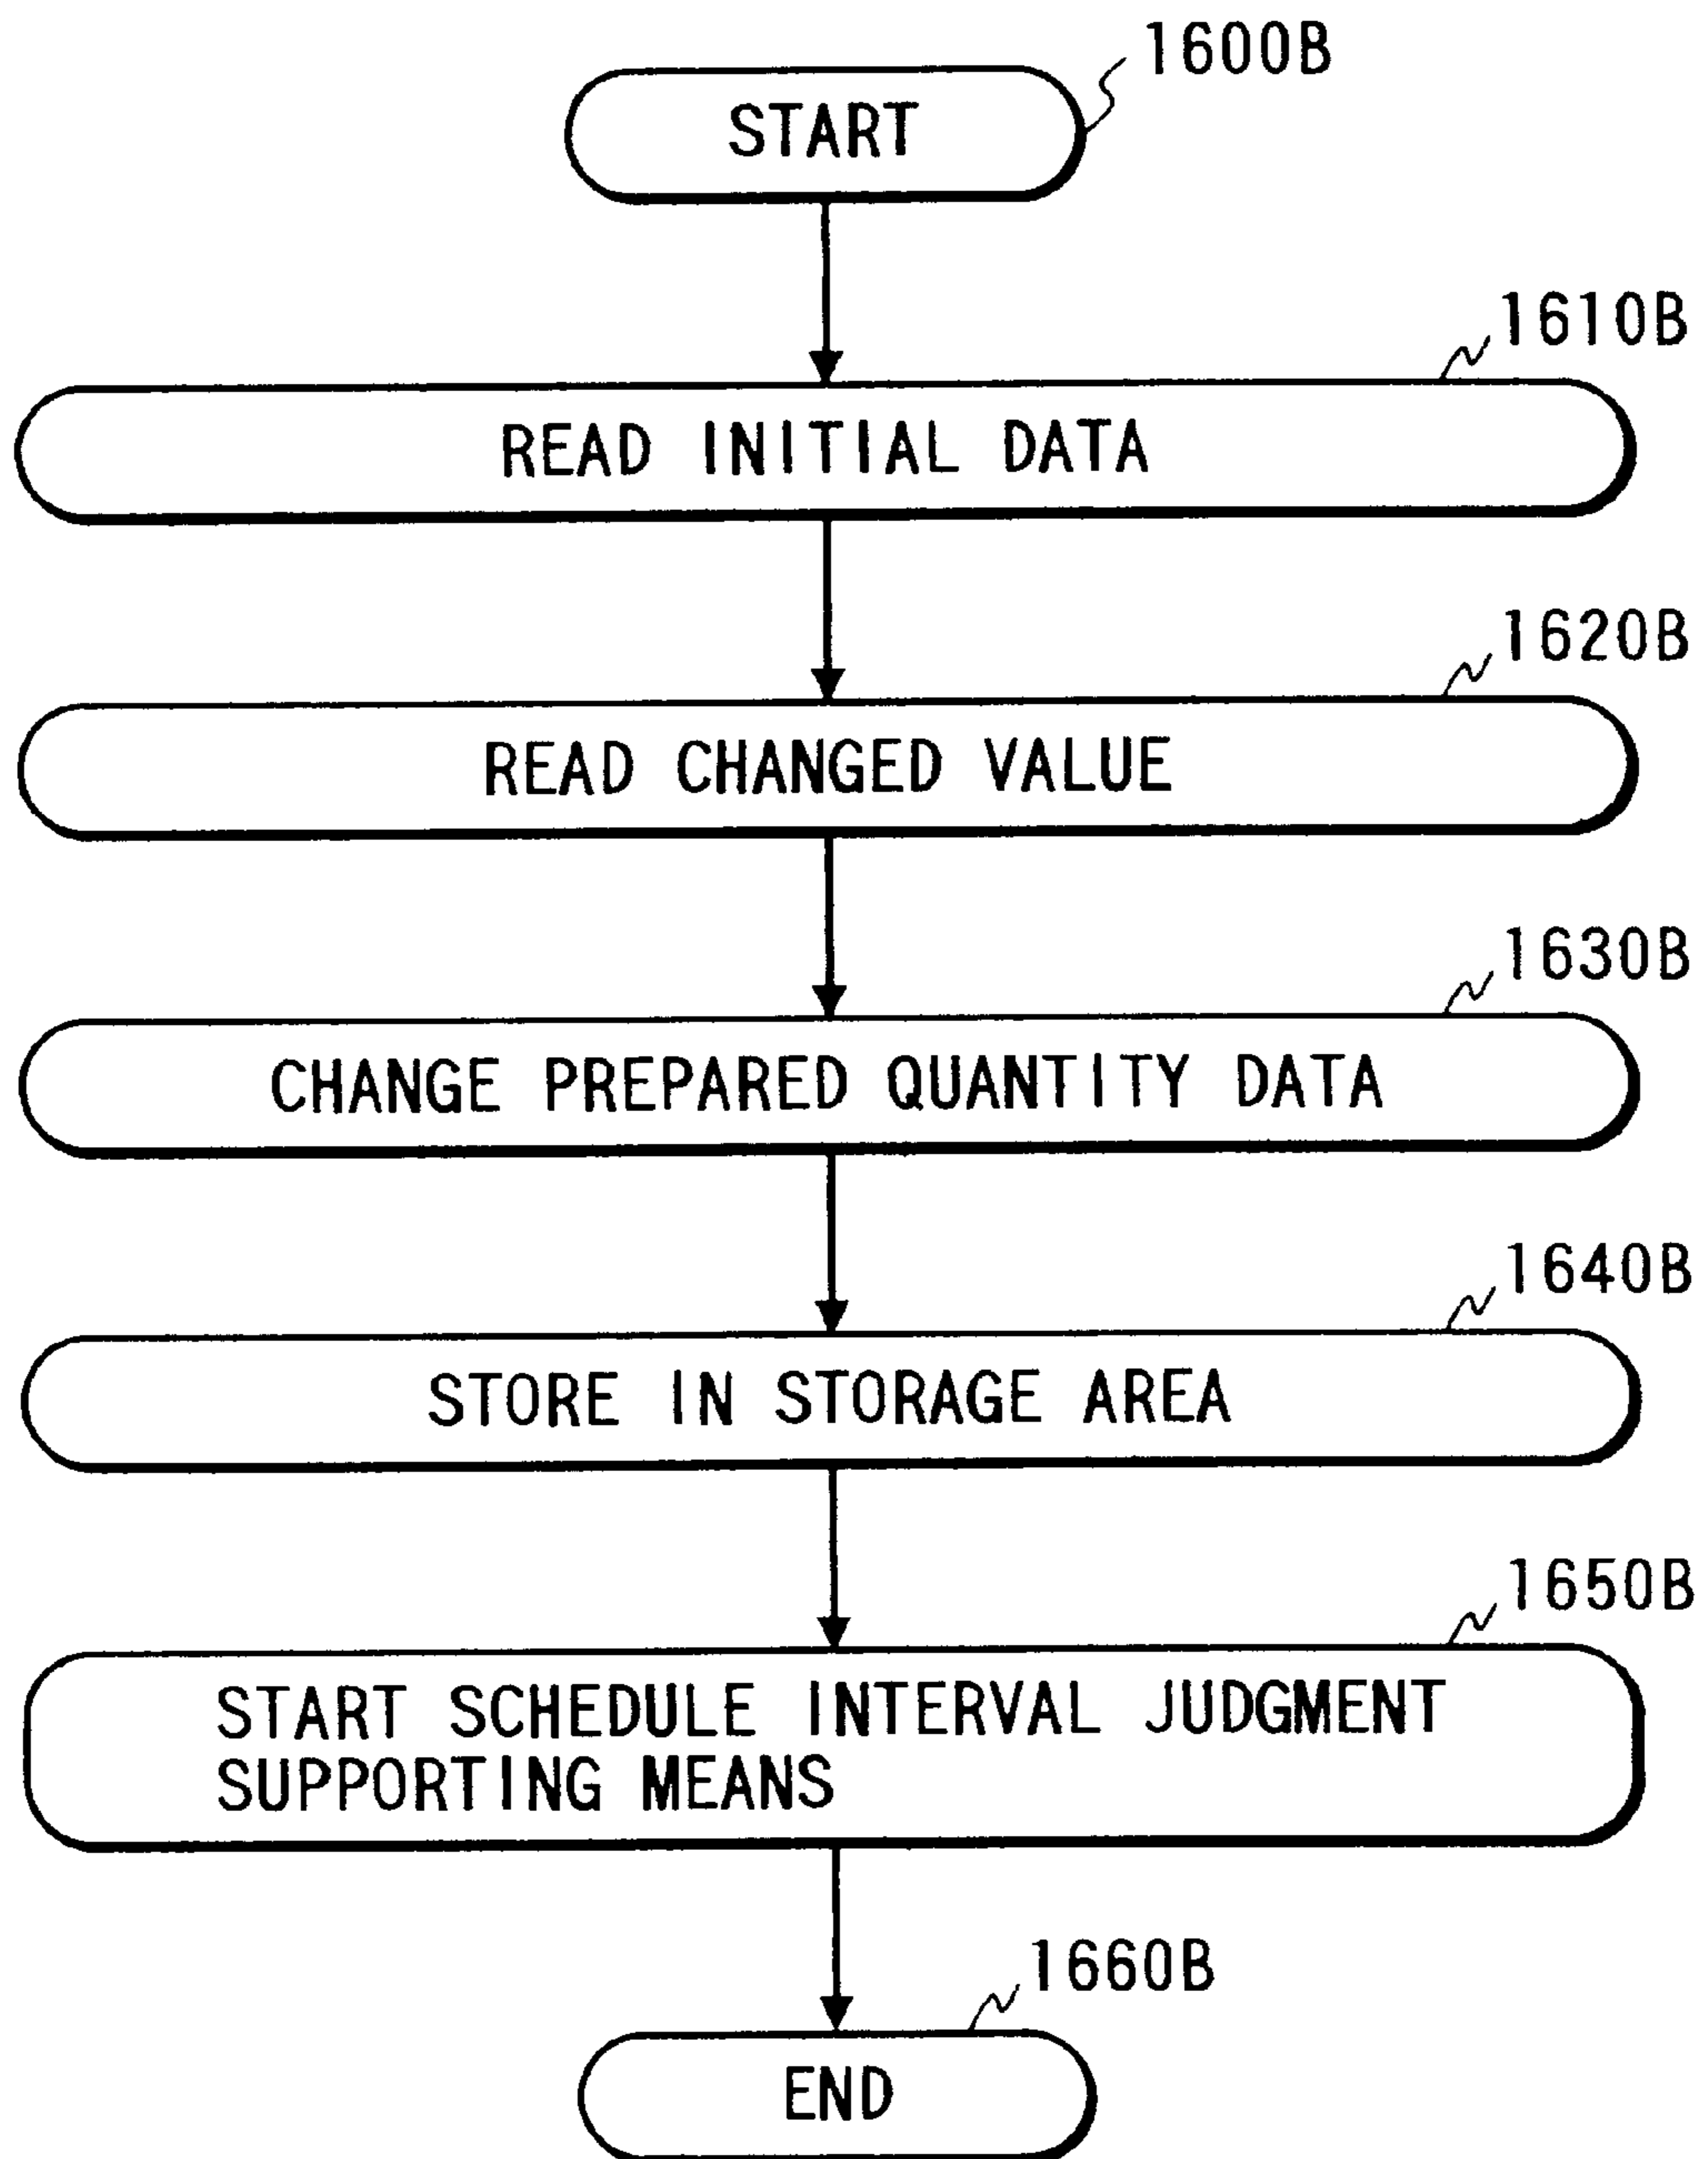 1600B
START
1610B
READ INITIAL DATA
1620B
READ CHANGED VALUE
1630B
CHANGE PREPARED QUANTITY DATA
1640B
STORE IN STORAGE AREA
1650B
START SCHEDULE INTERVAL JUDGMENT
SUPPORTING MEANS
1660B
END